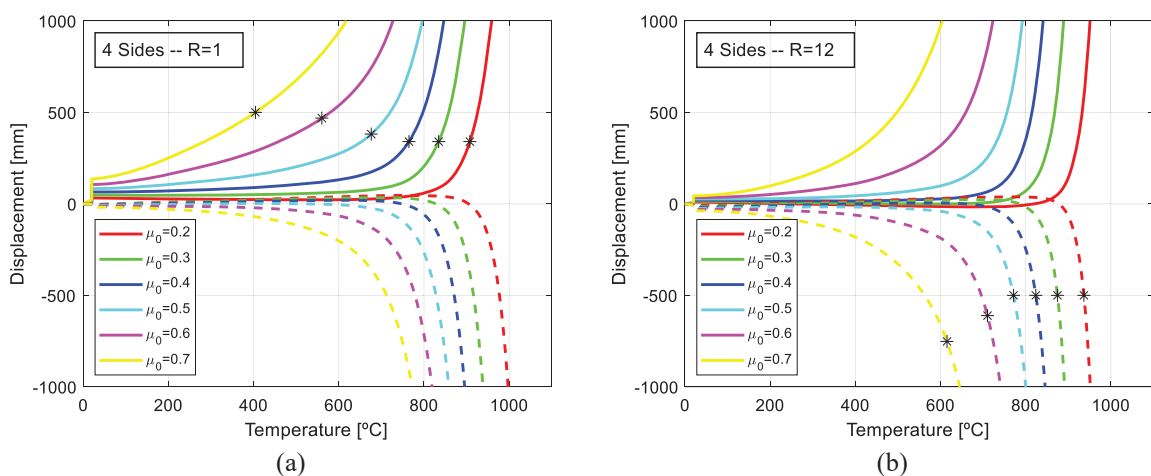 4 Sides -- R=1
1000
500
0
-500
-1000
Displacement [mm]
μ0=0.2
μ0=0.3
μ0=0.4
μ0=0.5
μ0=0.6
μ0=0.7
0 200 400 600 800 1000
Temperature [ºC]
(a)
4 Sides -- R=12
1000
500
0
-500
-1000
Displacement [mm]
μ0=0.2
μ0=0.3
μ0=0.4
μ0=0.5
μ0=0.6
μ0=0.7
0 200 400 600 800 1000
Temperature [ºC]
(b)